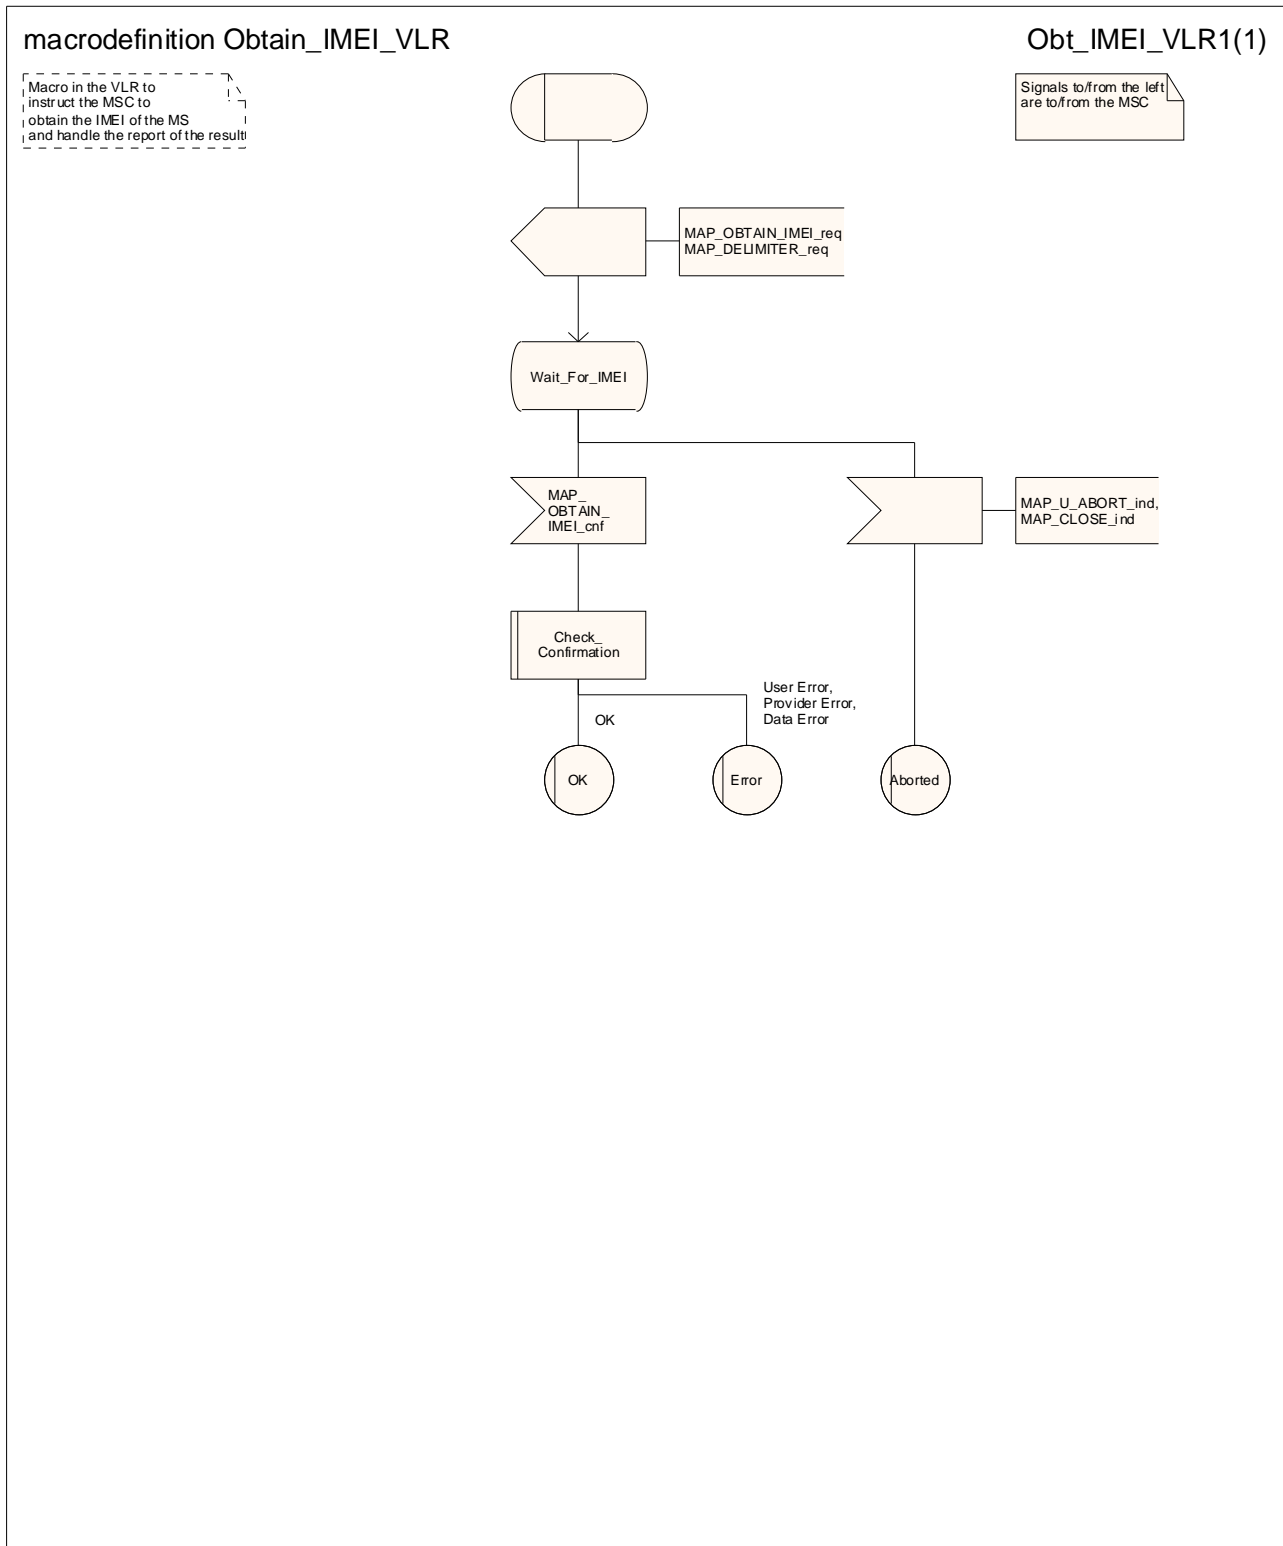 macrodefinition Obtain_IMEI_VLR
Obt_IMEI_VLR1(1)
Macro in the VLR to
instruct the MSC to
obtain the IMEI of the MS
and handle the report of the result
Signals to/from the left
are to/from the MSC
MAP_OBTAIN_IMEI_req
MAP_DELIMITER_req
Wait_For_IMEI
MAP_
OBTAIN_
IMEI_cnf
MAP_U_ABORT_ind,
MAP_CLOSE_ind
Check_
Confirmation
User Error,
Provider Error,
Data Error
OK
OK
Error
Aborted